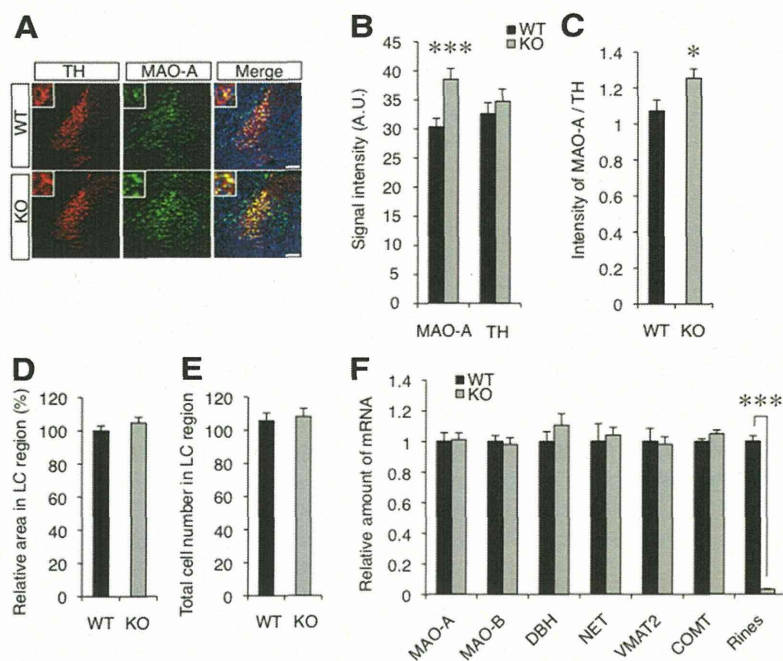 A
TH
MAO-A
Merge
WT
KO
B
WT
KO
Signal intensity (A.U.)
45
40
35
30
25
20
15
10
5
0
***
MAO-A
TH
C
Intensity of MAO-A / TH
1.4
1.2
1
0.8
0.6
0.4
0.2
0
*
WT
KO
D
Relative area in LC region (%)
120
100
80
60
40
20
0
WT
KO
E
Total cell number in LC region
120
100
80
60
40
20
0
WT
KO
F
WT
KO
Relative amount of mRNA
1.4
1.2
1
0.8
0.6
0.4
0.2
0
***
MAO-A
MAO-B
DBH
NET
VMAT2
COMT
Rines